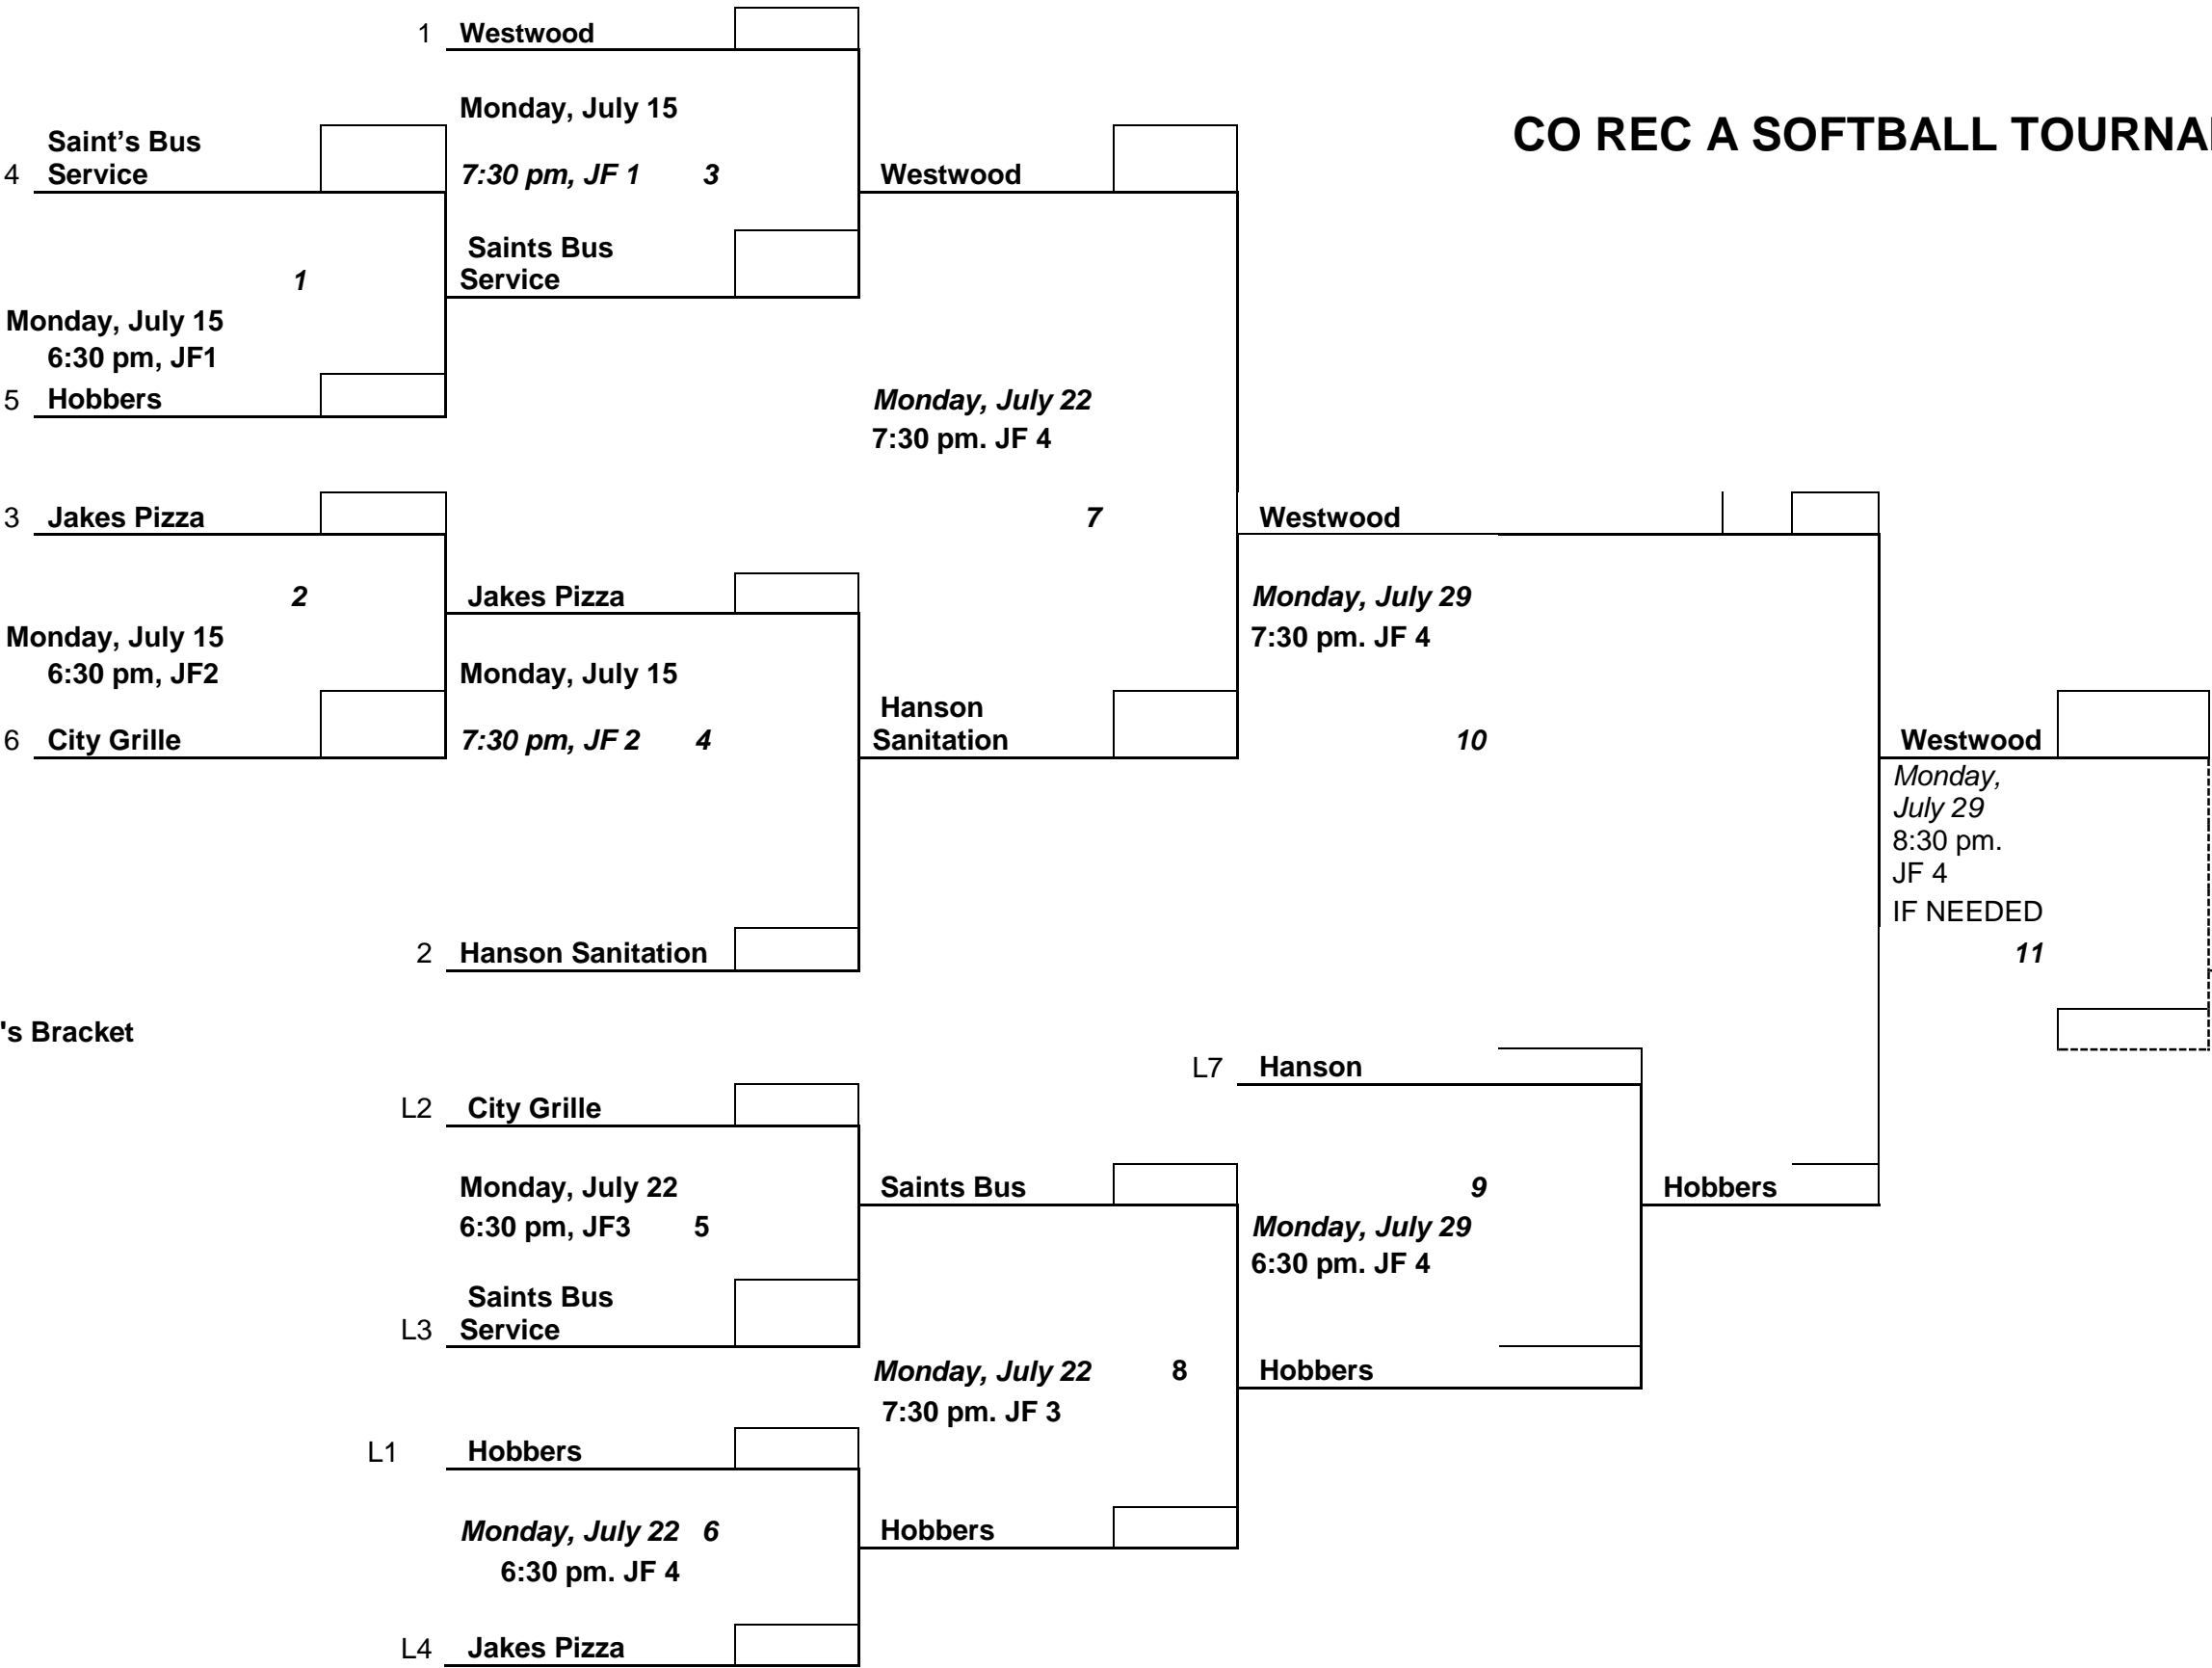 1 Westwood
Monday, July 15
CO REC A SOFTBALL TOURNA
Saint’s Bus
4 Service
7:30 pm, JF 1 3
Westwood
Saints Bus
Service
1
Monday, July 15
6:30 pm, JF1
5 Hobbers
Monday, July 22
7:30 pm. JF 4
3 Jakes Pizza
7
Westwood
2
Jakes Pizza
Monday, July 29
7:30 pm. JF 4
Monday, July 15
6:30 pm, JF2
Monday, July 15
Hanson
Sanitation
6 City Grille
7:30 pm, JF 2 4
10
Westwood
Monday,
July 29
8:30 pm.
JF 4
IF NEEDED
11
2 Hanson Sanitation
's Bracket
L7 Hanson
L2 City Grille
Monday, July 22
6:30 pm, JF3 5
Saints Bus
9
Monday, July 29
6:30 pm. JF 4
Hobbers
Saints Bus
L3 Service
Monday, July 22 8
7:30 pm. JF 3
Hobbers
L1 Hobbers
Monday, July 22 6
6:30 pm. JF 4
Hobbers
L4 Jakes Pizza